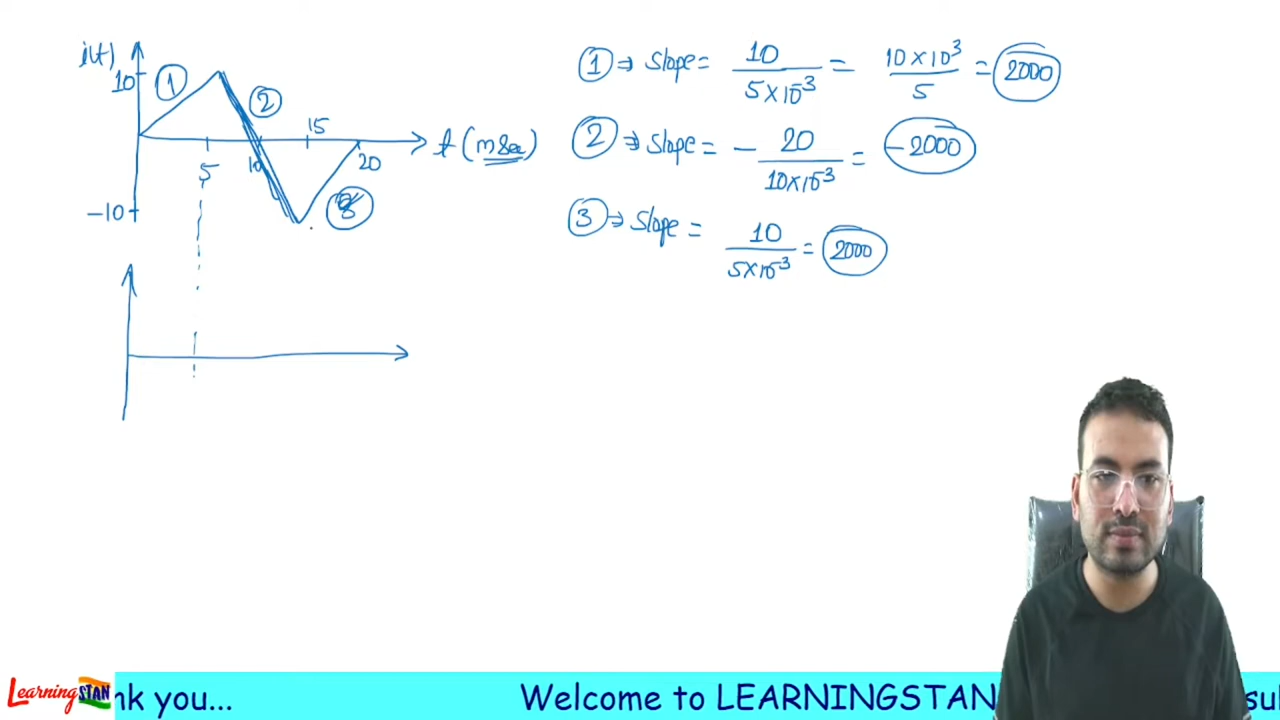 i(t)
10
①
②
15
5
10
20
t (msec)
-10
③
① ⇒ slope = 10 / 5×10⁻³ = 10×10³ / 5 = 2000
② ⇒ slope = - 20 / 10×10⁻³ = -2000
③ ⇒ slope = 10 / 5×10⁻³ = 2000
Learning STAN
nk you... Welcome to LEARNINGSTAN